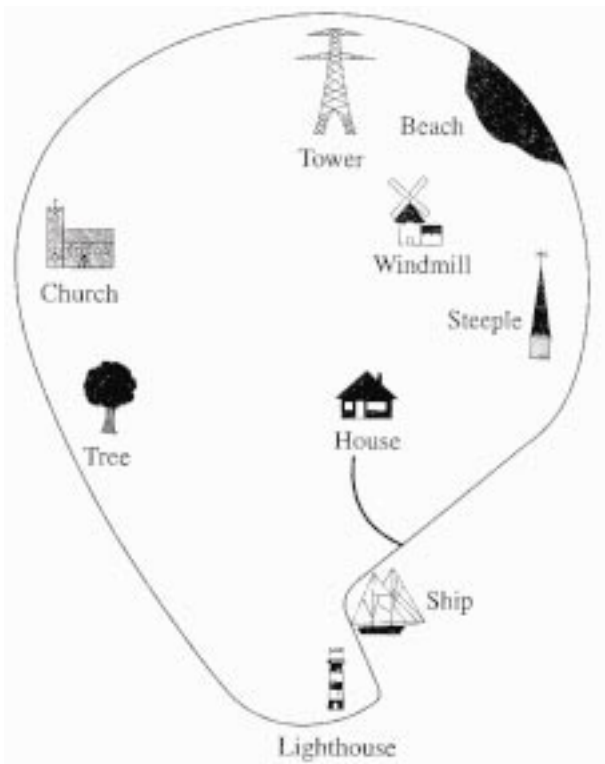 Beach
Tower
Windmill
Church
Steeple
House
Tree
Ship
Lighthouse